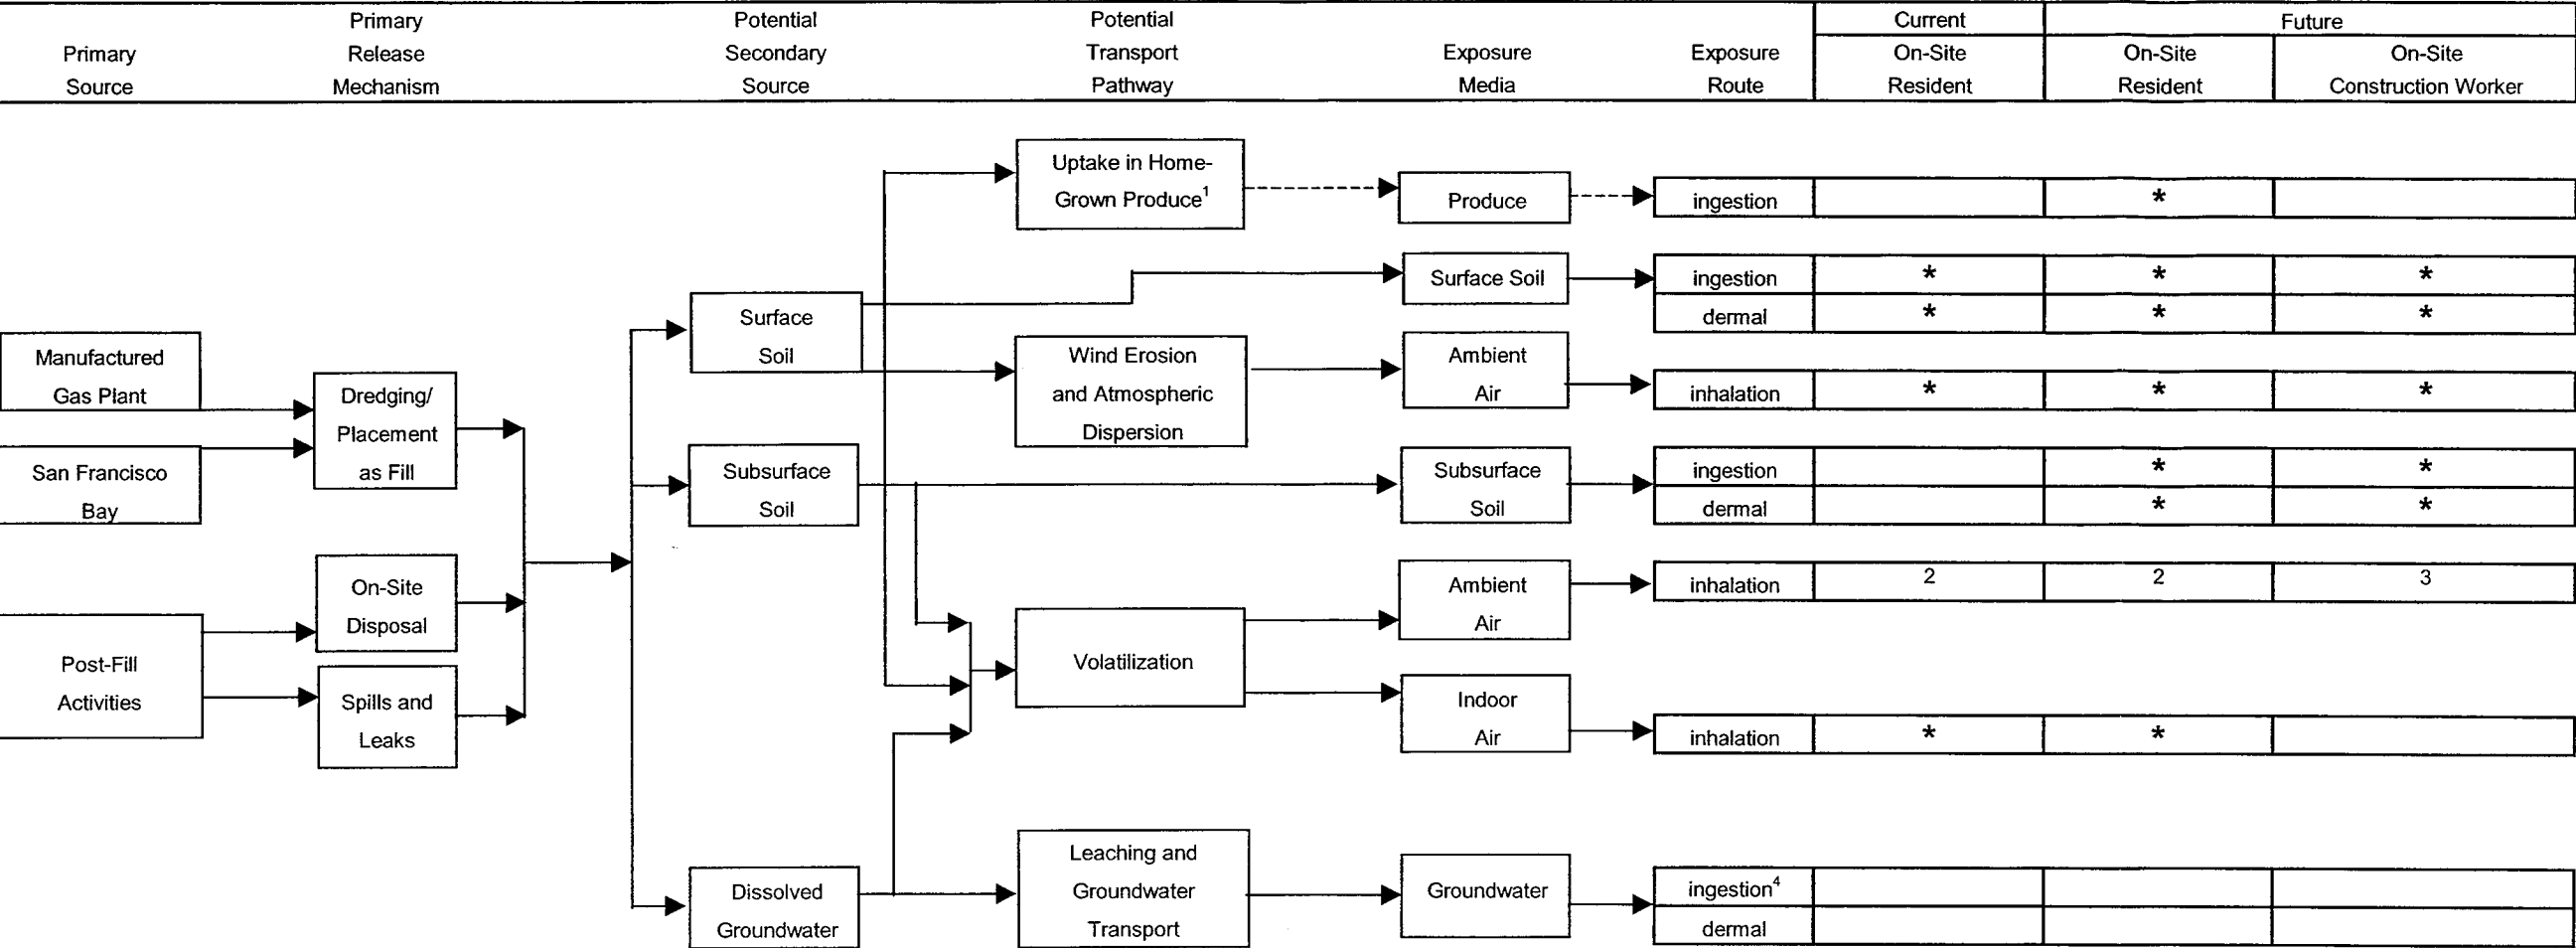 Primary
Source
Primary
Release
Mechanism
Potential
Secondary
Source
Potential
Transport
Pathway
Exposure
Media
Exposure
Route
Current
On-Site
Resident
Future
On-Site
Resident
On-Site
Construction Worker
Manufactured
Gas Plant
San Francisco
Bay
Post-Fill
Activities
Dredging/
Placement
as Fill
On-Site
Disposal
Spills and
Leaks
Surface
Soil
Subsurface
Soil
Dissolved
Groundwater
Uptake in Home-
Grown Produce¹
Wind Erosion
and Atmospheric
Dispersion
Volatilization
Leaching and
Groundwater
Transport
Produce
Surface Soil
Ambient
Air
Subsurface
Soil
Ambient
Air
Indoor
Air
Groundwater
ingestion *
ingestion * * *
dermal * * *
inhalation * * *
ingestion * *
dermal * *
inhalation 2 2 3
inhalation * *
ingestion⁴
dermal